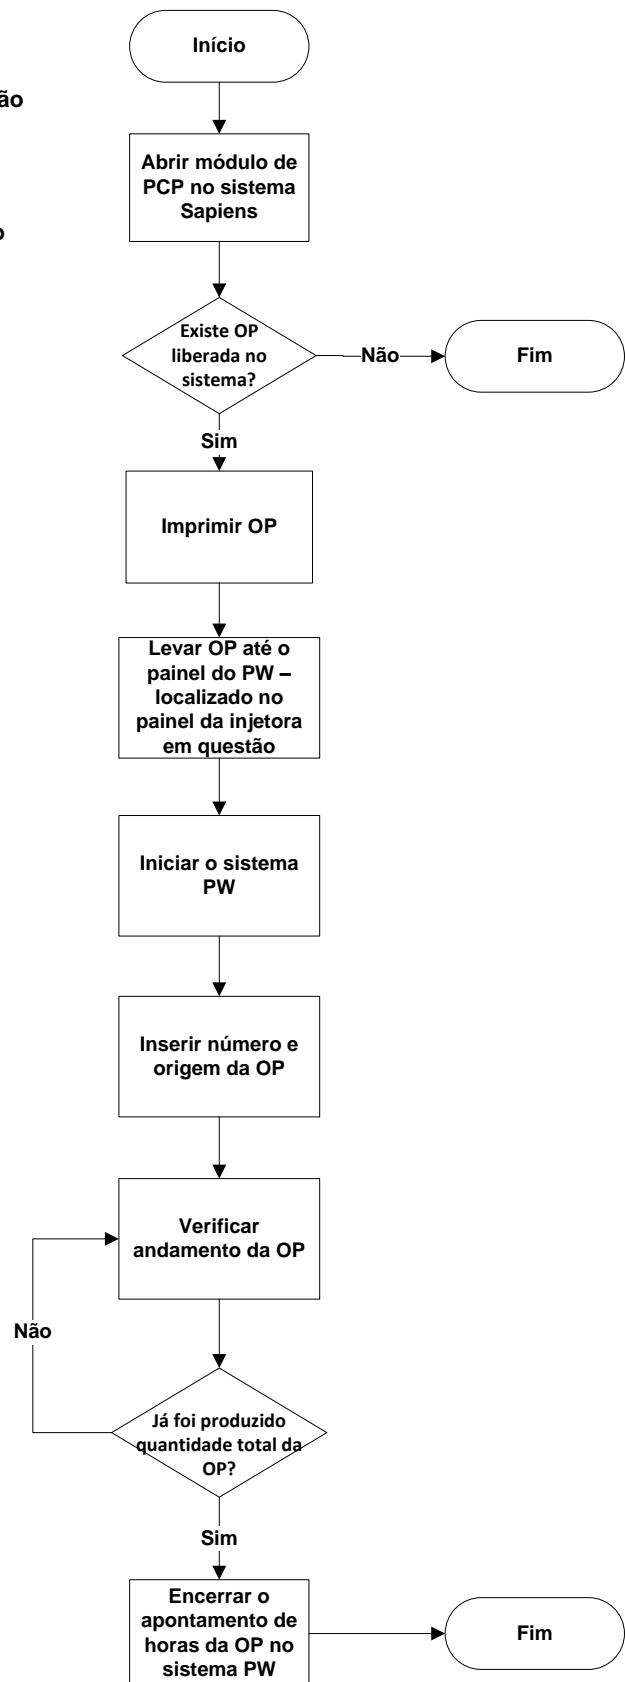 Início
ão
Abrir módulo de
PCP no sistema
Sapiens
o
Existe OP
liberada no
sistema?
Não
Fim
Sim
Imprimir OP
Levar OP até o
painel do PW –
localizado no
painel da injetora
em questão
Iniciar o sistema
PW
Inserir número e
origem da OP
Verificar
andamento da OP
Não
Já foi produzido
quantidade total da
OP?
Sim
Encerrar o
apontamento de
horas da OP no
sistema PW
Fim